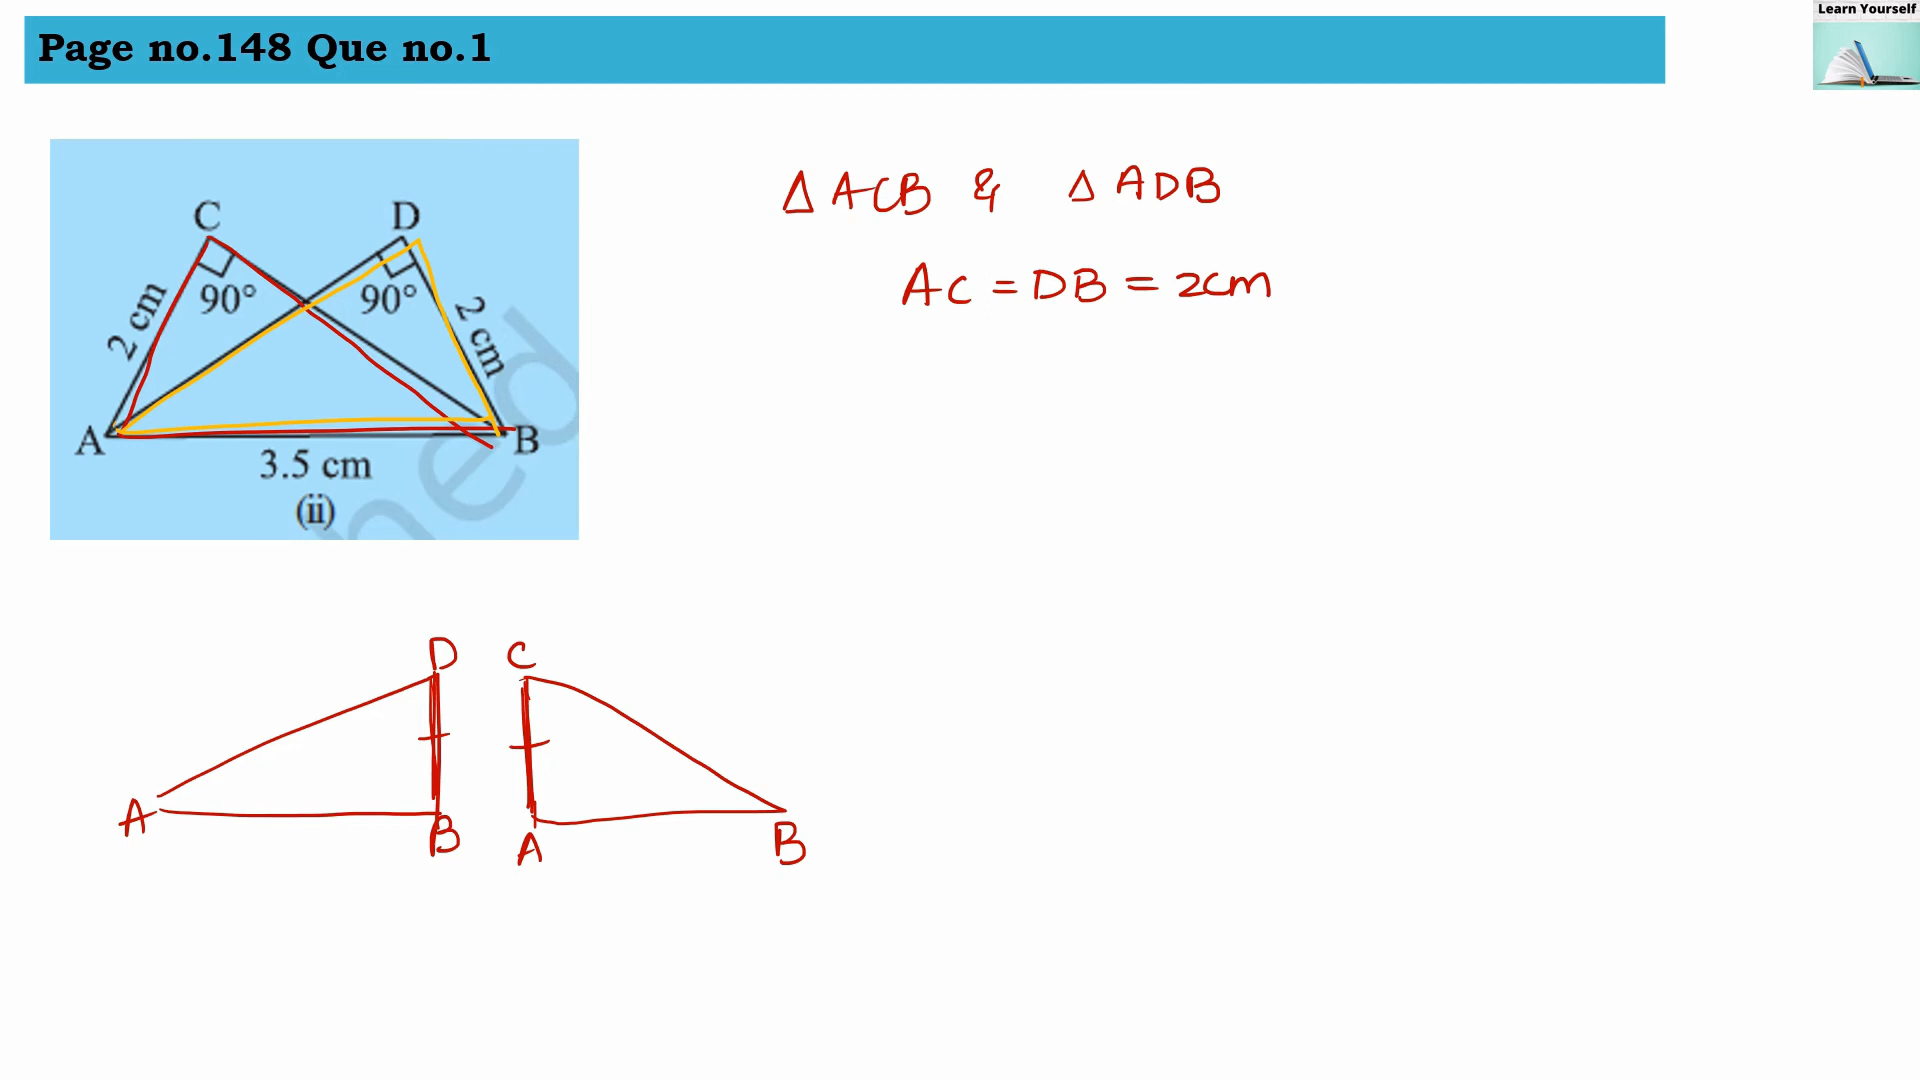 Learn Yourself
Page no.148 Que no.1
C D
90° 90°
2 cm 2 cm
A B
3.5 cm
(ii)
Δ ACB & Δ ADB
AC = DB = 2cm
D C
A B A B